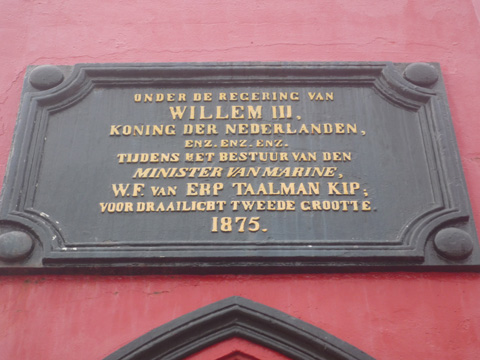 ONDER DE REGERING VAN
WILLEM III.
KONING DER NEDERLANDEN,
ENZ. ENZ. ENZ.
TIJDENS HET BESTUUR VAN DEN
MINISTER VAN MARINE,
W.F. VAN ERP TAALMAN KIP;
VOOR DRAAILICHT TWEEDE GROOTTE.
1875.